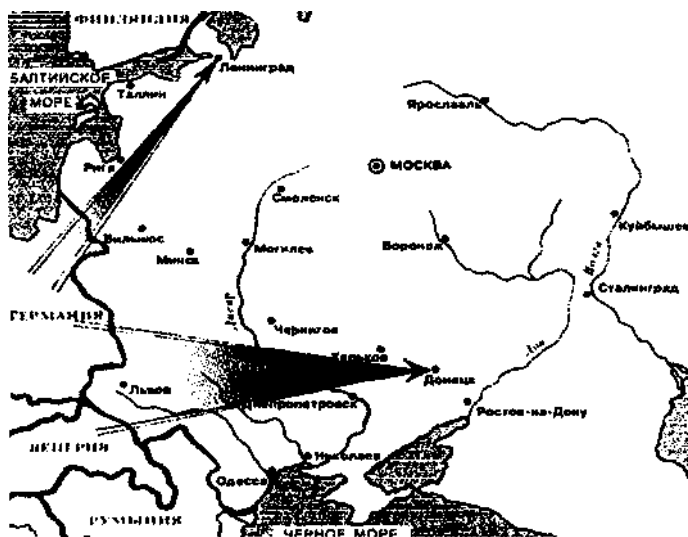 ФИНЛЯНДИЯ
Ленинград
БАЛТИЙСКОЕ
МОРЕ
Таллин
Ярославль
Рига
МОСКВА
Смоленск
Куйбышев
Вильнюс
Могилев
Воронеж
Минск
Волга
Сталинград
ГЕРМАНИЯ
Днепр
Чернигов
Дон
Харьков
Донецк
Львов
Днепропетровск
Ростов-на-Дону
ВЕНГРИЯ
Николаев
Одесса
РУМЫНИЯ
ЧЕРНОЕ МОРЕ